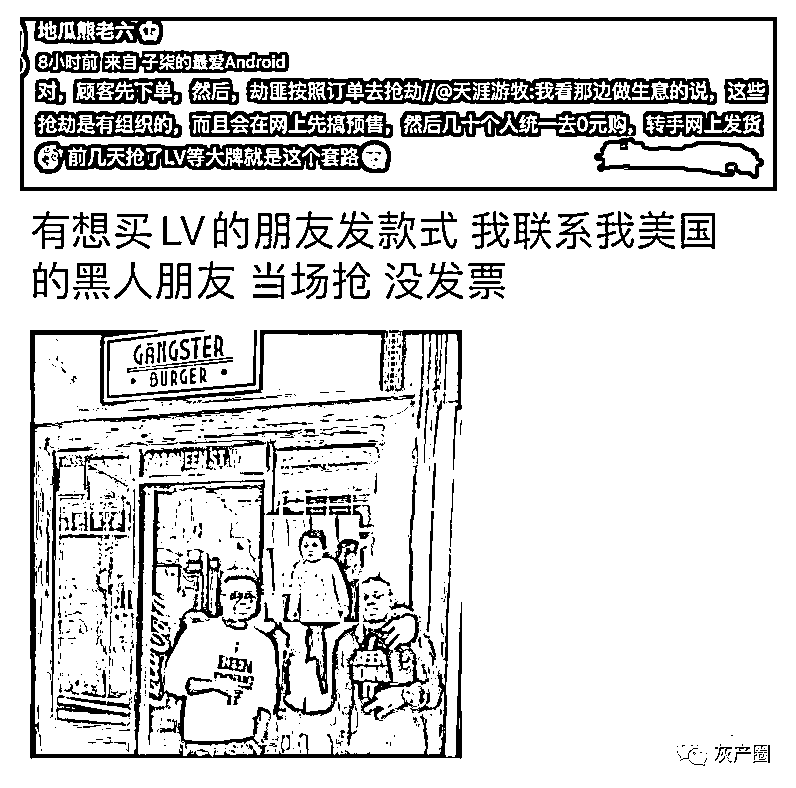 地瓜熊老六
8小时前 来自 子柒的最爱Android
对，顾客先下单，然后，劫匪按照订单去抢劫//@天涯游牧:我看那边做生意的说，这些
抢劫是有组织的，而且会在网上先搞预售，然后几十个人统一去0元购，转手网上发货
前几天抢了LV等大牌就是这个套路
有想买LV的朋友发款式 我联系我美国
的黑人朋友 当场抢 没发票
GANGSTER
BURGER
BEEN
灰产圈